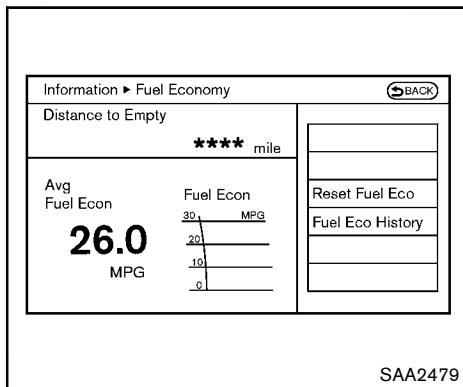 Information ▶ Fuel Economy
BACK
Distance to Empty
**** mile
Avg
Fuel Econ
26.0
MPG
Fuel Econ
30 MPG
20
10
0
Reset Fuel Eco
Fuel Eco History
SAA2479